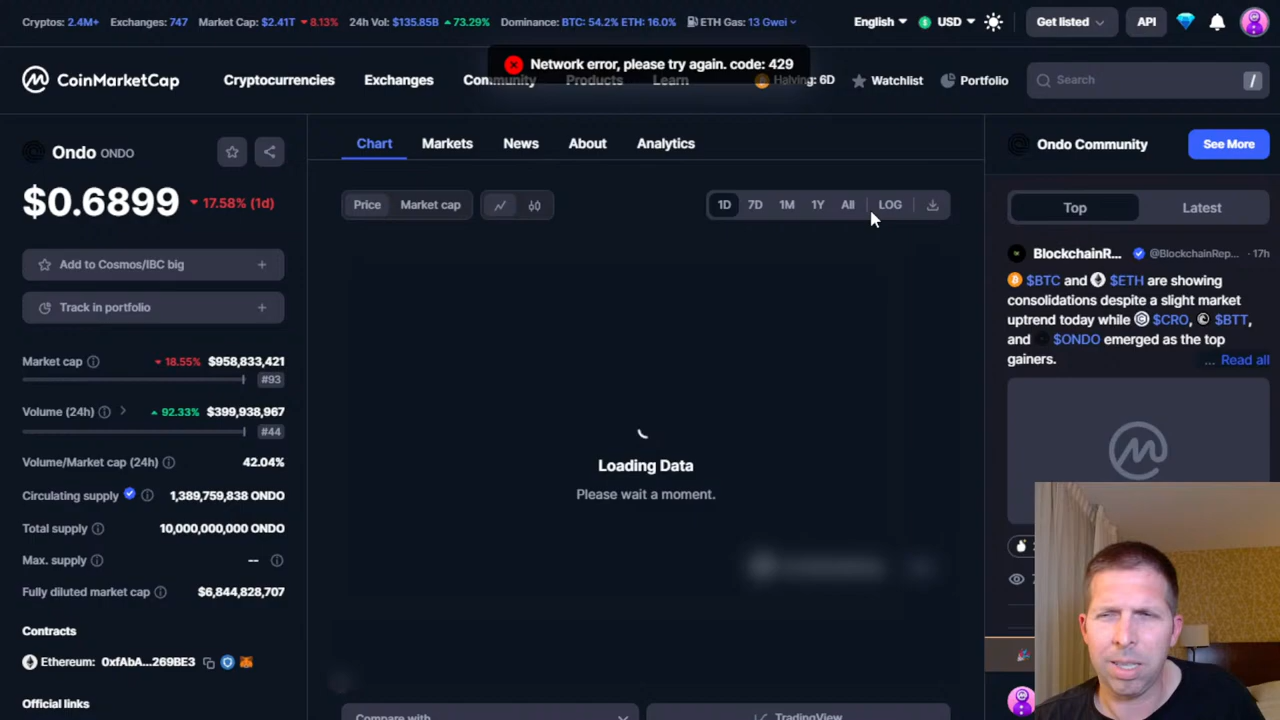 Cryptos: 2.4M+ Exchanges: 747 Market Cap: $2.41T 8.13% 24h Vol: $135.85B 73.29% Dominance: BTC: 54.2% ETH: 16.0% ETH Gas: 13 Gwei English USD Get listed API
Network error, please try again. code: 429
CoinMarketCap Cryptocurrencies Exchanges Community Products Learn Halving: 6D Watchlist Portfolio Search /
Ondo ONDO
$0.6899 17.58% (1d)
Add to Cosmos/IBC big +
Track in portfolio +
Market cap 18.55% $958,833,421
#93
Volume (24h) 92.33% $399,938,967
#44
Volume/Market cap (24h) 42.04%
Circulating supply 1,389,759,838 ONDO
Total supply 10,000,000,000 ONDO
Max. supply --
Fully diluted market cap $6,844,828,707
Contracts
Ethereum: 0xfAbA...269BE3
Official links
Chart Markets News About Analytics
Price Market cap 1D 7D 1M 1Y All LOG
Loading Data
Please wait a moment.
Compare with TradingView
Ondo Community See More
Top Latest
BlockchainR... @BlockchainRep... · 17h
$BTC and $ETH are showing
consolidations despite a slight market
uptrend today while $CRO, $BTT,
and $ONDO emerged as the top
gainers. ... Read all